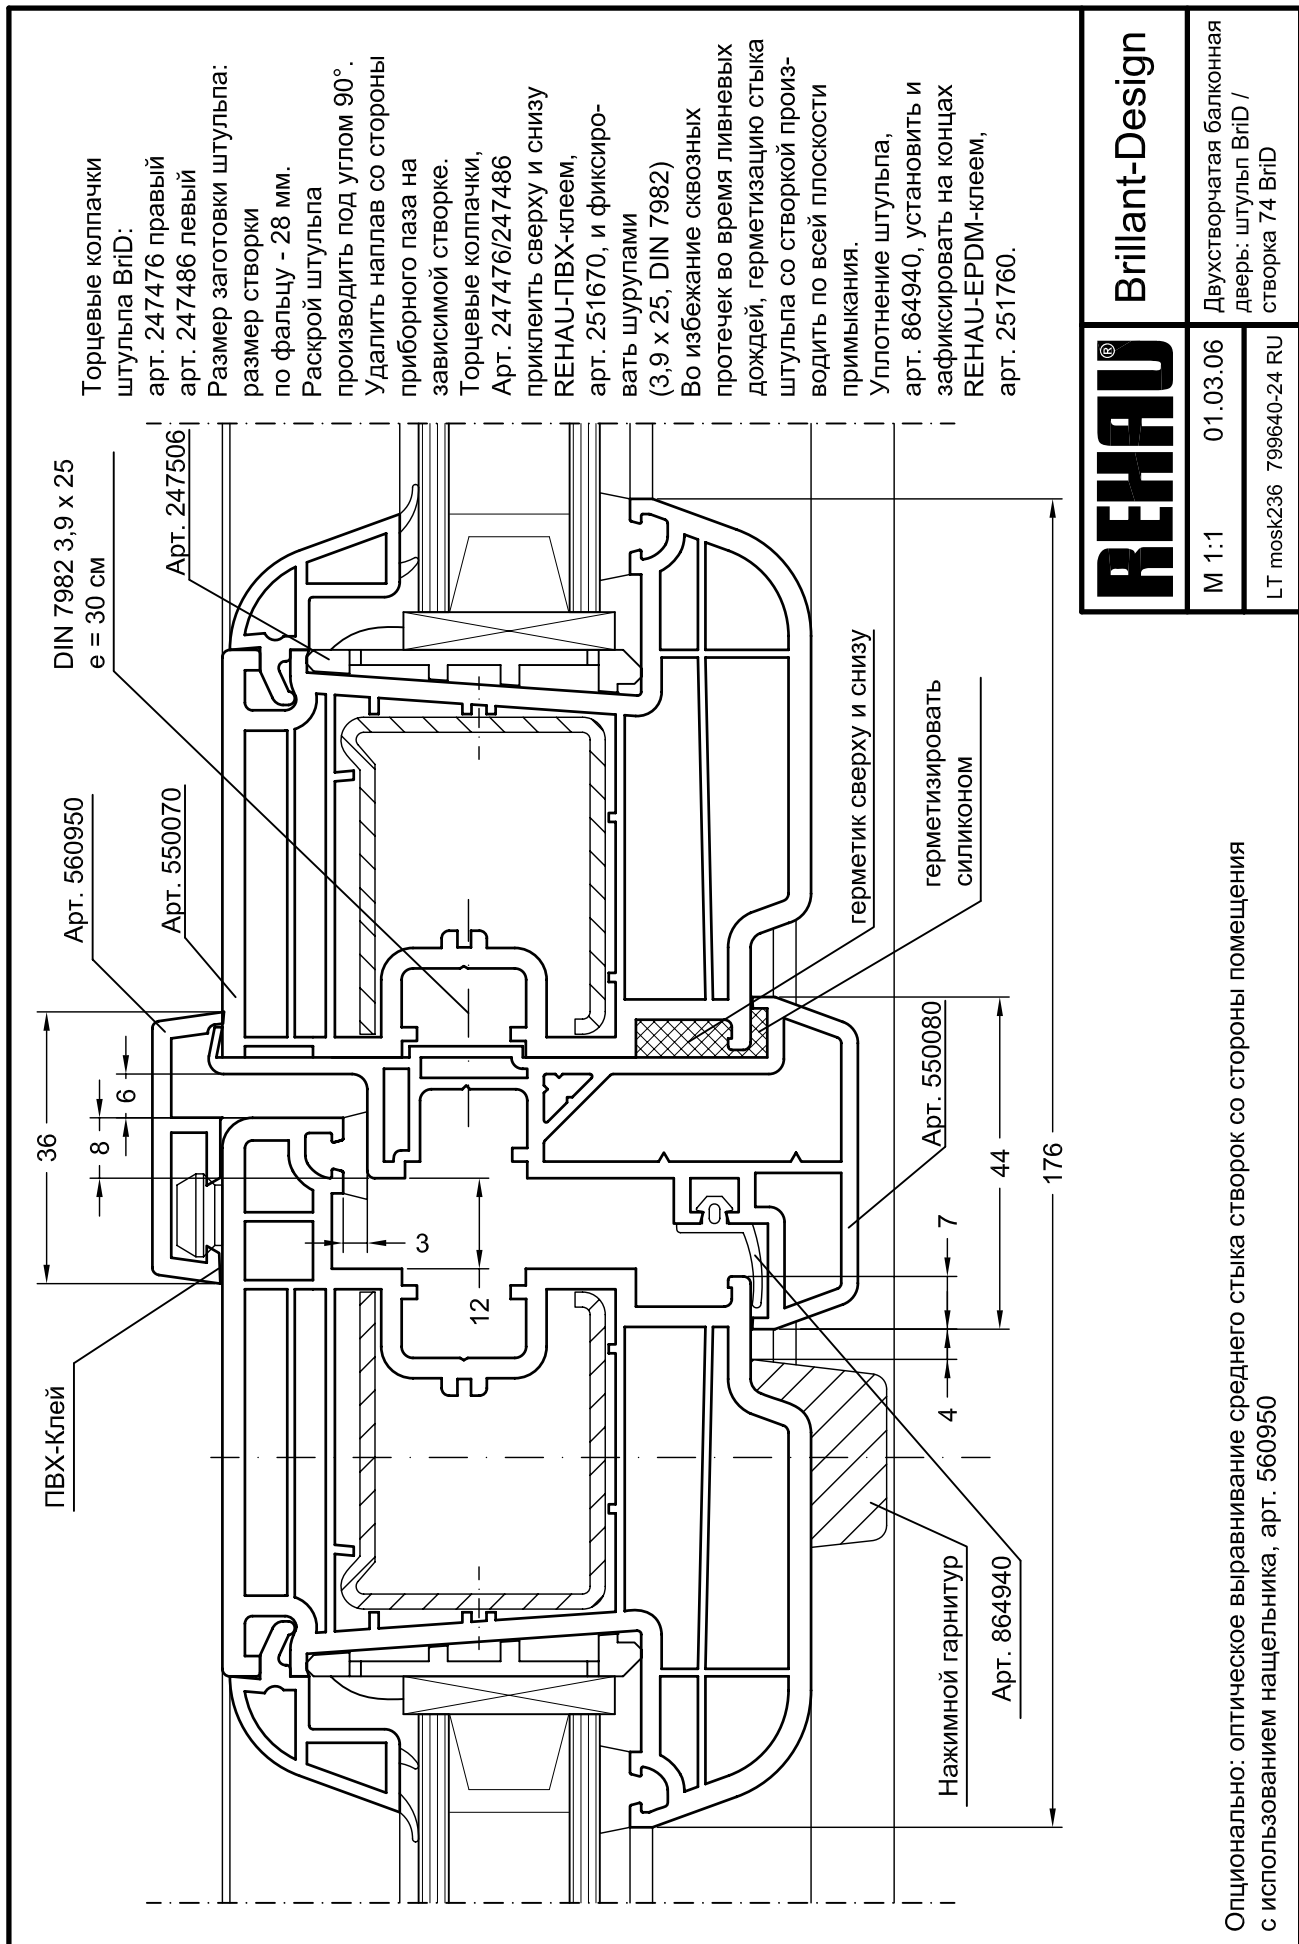 Торцевые колпачки
штульпа BriD:
арт. 247476 правый
арт. 247486 левый
Размер заготовки штульпа:
размер створки
по фальцу - 28 мм.
Раскрой штульпа
производить под углом 90°.
Удалить наплав со стороны
приборного паза на
зависимой створке.
Торцевые колпачки,
Арт. 247476/247486
приклеить сверху и снизу
REHAU-ПВХ-клеем,
арт. 251670, и фиксиро-
вать шурупами
(3,9 x 25, DIN 7982)
Во избежание сквозных
протечек во время ливневых
дождей, герметизацию стыка
штульпа со створкой произ-
водить по всей плоскости
примыкания.
Уплотнение штульпа,
арт. 864940, установить и
зафиксировать на концах
REHAU-EPDM-клеем,
арт. 251760.
DIN 7982 3,9 x 25
e = 30 см
Арт. 247506
Арт. 560950
Арт. 550070
36
8
6
ПВХ-Клей
3
12
герметик сверху и снизу
герметизировать
силиконом
Арт. 550080
44
176
7
4
Нажимной гарнитур
Арт. 864940
Опционально: оптическое выравнивание среднего стыка створок со стороны помещения
с использованием нащельника, арт. 560950
REHAU®
Brillant-Design
M 1:1 01.03.06
Двухстворчатая балконная
дверь: штульп BriD /
створка 74 BriD
LT mosk236 799640-24 RU